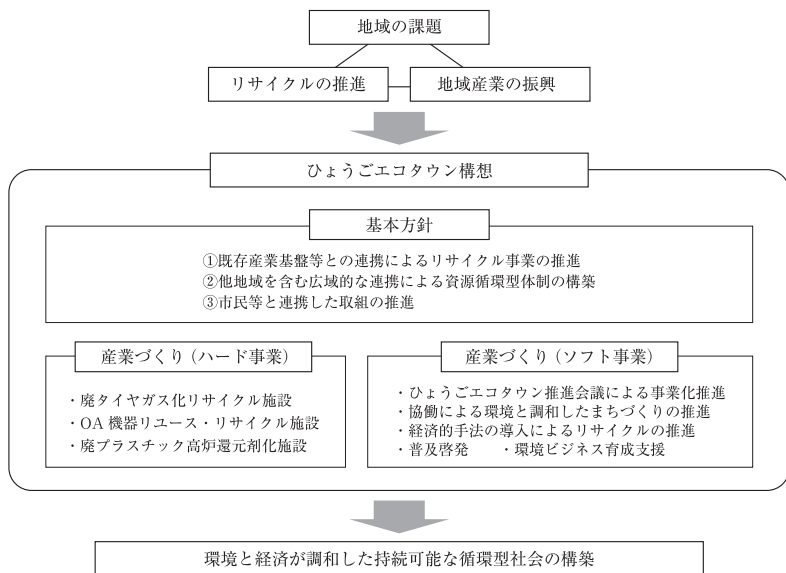 地域の課題
リサイクルの推進
地域産業の振興
ひょうごエコタウン構想
基本方針
①既存産業基盤等との連携によるリサイクル事業の推進
②他地域を含む広域的な連携による資源循環型体制の構築
③市民等と連携した取組の推進
産業づくり（ハード事業）
・廃タイヤガス化リサイクル施設
・OA 機器リユース・リサイクル施設
・廃プラスチック高炉還元剤化施設
産業づくり（ソフト事業）
・ひょうごエコタウン推進会議による事業化推進
・協働による環境と調和したまちづくりの推進
・経済的手法の導入によるリサイクルの推進
・普及啓発　　・環境ビジネス育成支援
環境と経済が調和した持続可能な循環型社会の構築